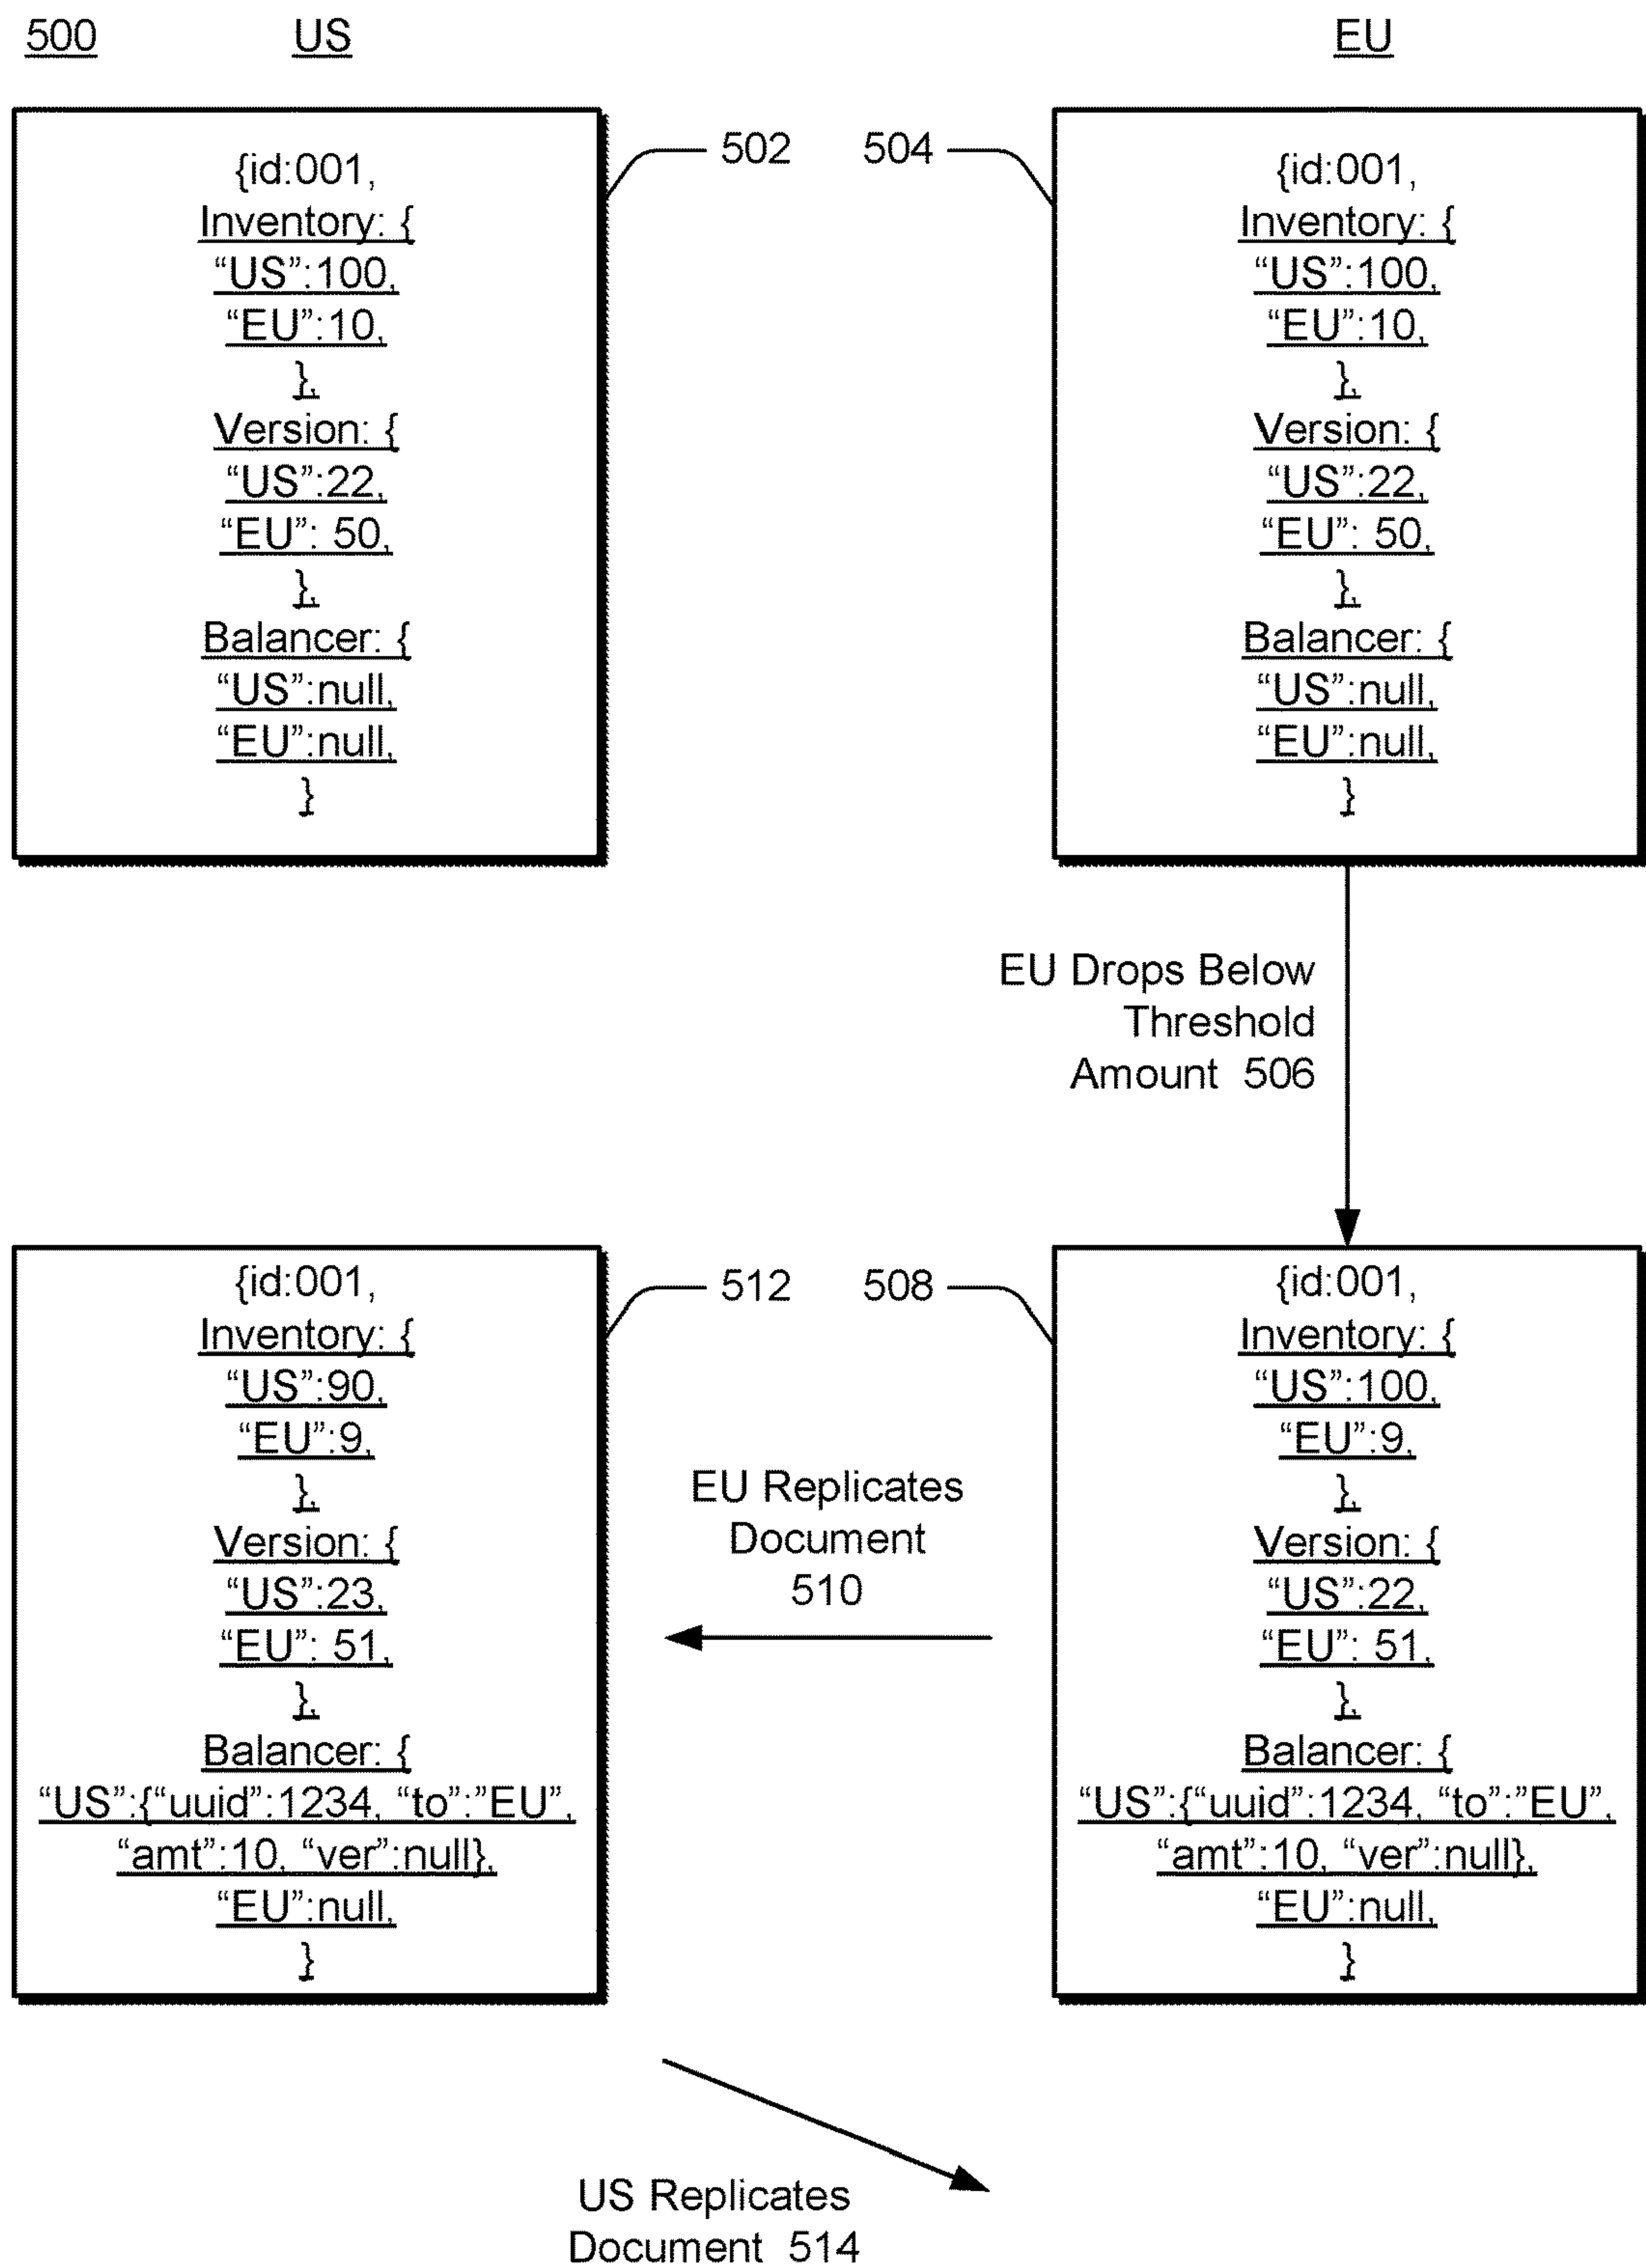 500
US
EU
502
{id:001,
Inventory: {
“US”:100,
“EU”:10,
},
Version: {
“US”:22,
“EU”: 50,
},
Balancer: {
“US”:null,
“EU”:null,
}
504
{id:001,
Inventory: {
“US”:100,
“EU”:10,
},
Version: {
“US”:22,
“EU”: 50,
},
Balancer: {
“US”:null,
“EU”:null,
}
EU Drops Below
Threshold
Amount 506
512
{id:001,
Inventory: {
“US”:90,
“EU”:9,
},
Version: {
“US”:23,
“EU”: 51,
},
Balancer: {
“US”:{“uuid”:1234, “to”:”EU”,
“amt”:10, “ver”:null},
“EU”:null,
}
EU Replicates
Document
510
508
{id:001,
Inventory: {
“US”:100,
“EU”:9,
},
Version: {
“US”:22,
“EU”: 51,
},
Balancer: {
“US”:{“uuid”:1234, “to”:”EU”,
“amt”:10, “ver”:null},
“EU”:null,
}
US Replicates
Document 514